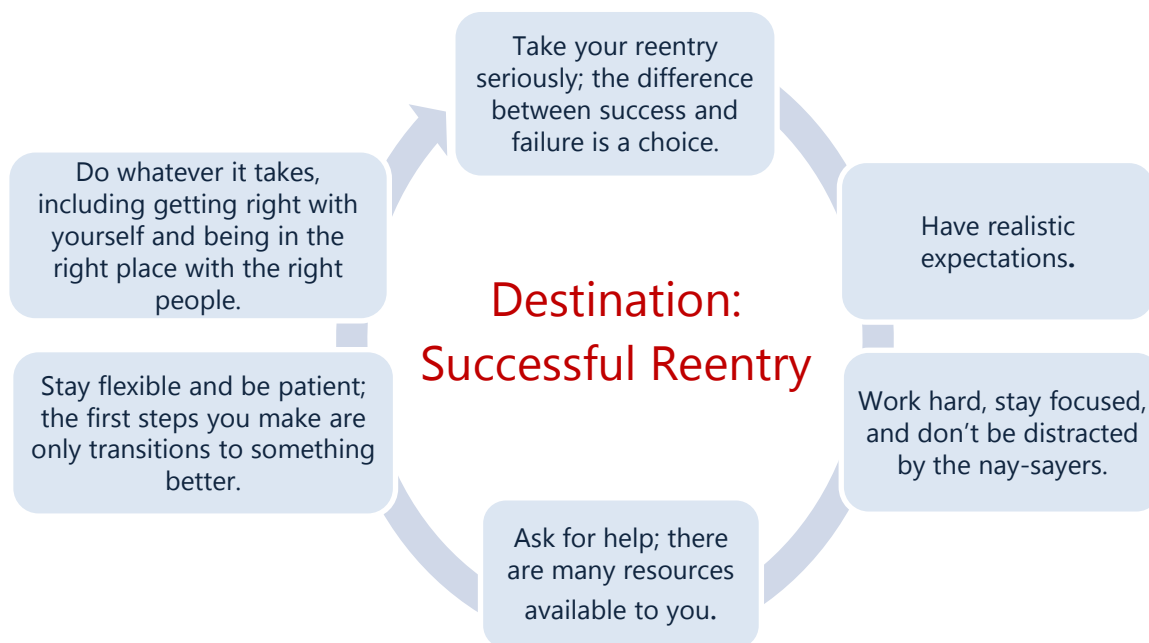 Take your reentry
seriously; the difference
between success and
failure is a choice.
Have realistic
expectations.
Work hard, stay focused,
and don’t be distracted
by the nay-sayers.
Ask for help; there
are many resources
available to you.
Stay flexible and be patient;
the first steps you make are
only transitions to something
better.
Do whatever it takes,
including getting right with
yourself and being in the
right place with the right
people.
Destination:
Successful Reentry